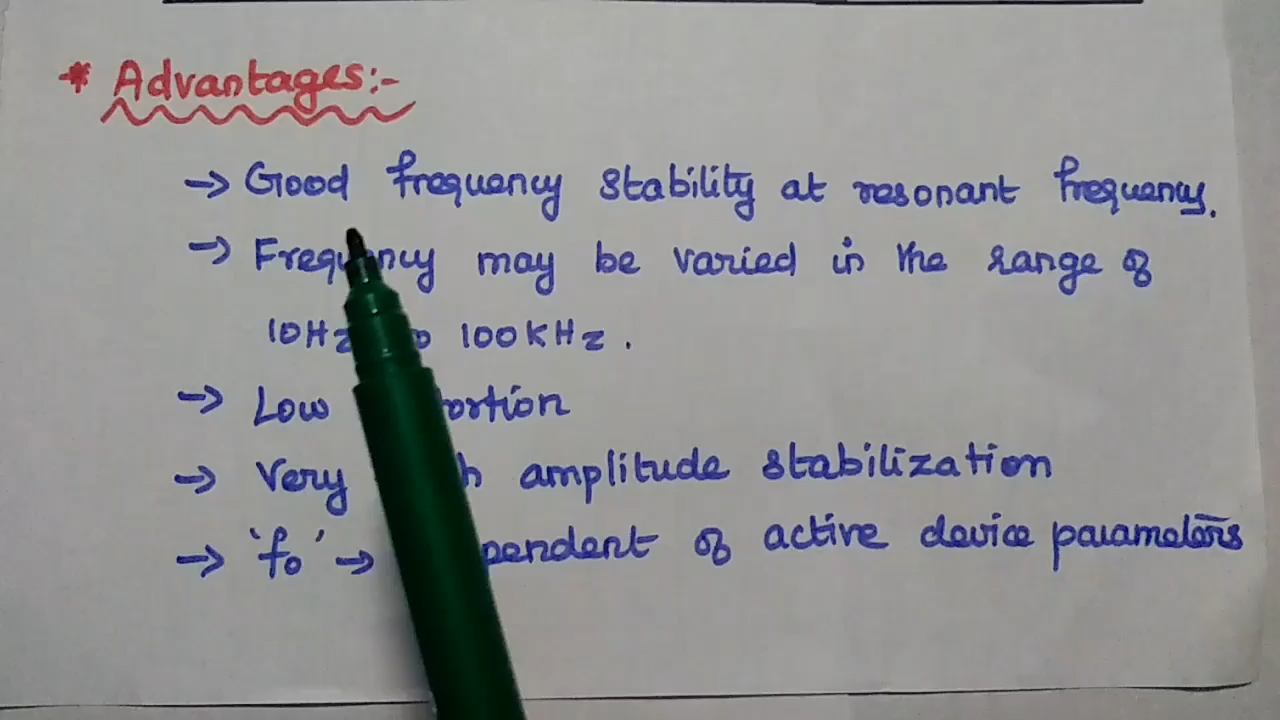 * Advantages:-
→ Good frequency stability at resonant frequency.
→ Frequency may be varied in the range of
10Hz 100KHz.
→ Low
→ Very amplitude stabilization
→ 'fo' → of active device parameters